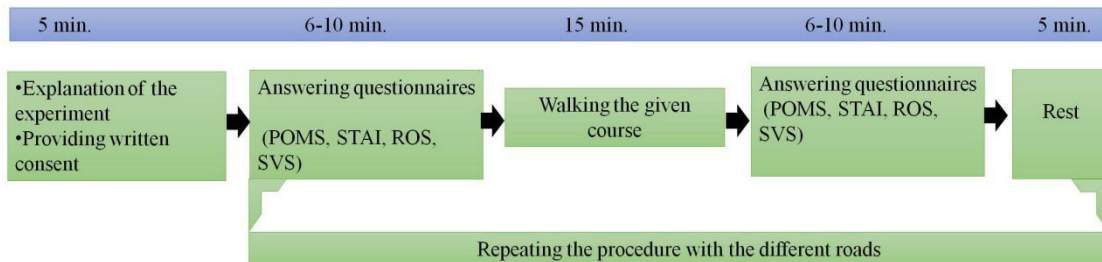 5 min.
6-10 min.
15 min.
6-10 min.
5 min.
•Explanation of the
experiment
•Providing written
consent
Answering questionnaires
(POMS, STAI, ROS,
SVS)
Walking the given
course
Answering questionnaires
(POMS, STAI, ROS,
SVS)
Rest
Repeating the procedure with the different roads